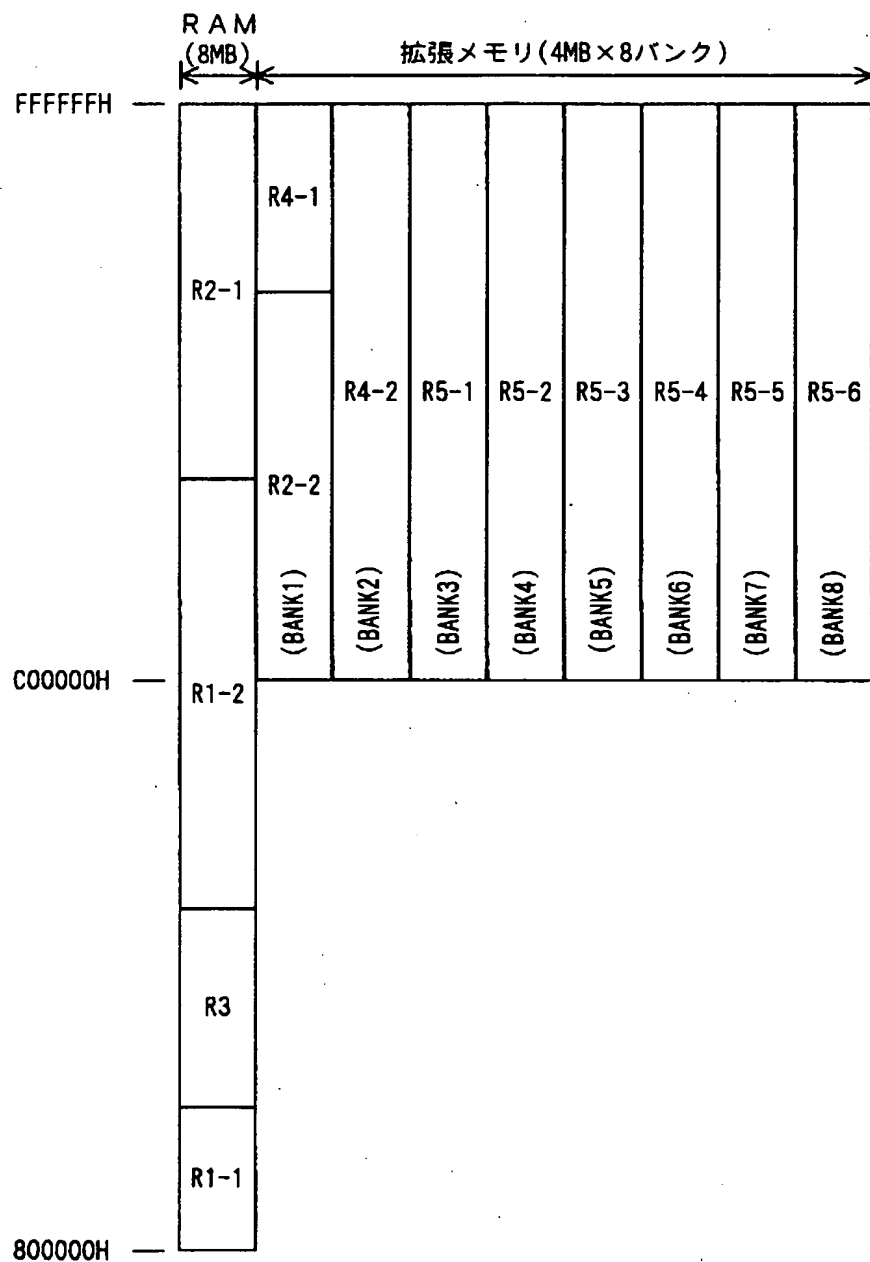 RAM
(8MB)
拡張メモリ(4MB×8バンク)
FFFFFFH
R4-1
R2-1
R4-2
R5-1
R5-2
R5-3
R5-4
R5-5
R5-6
R2-2
(BANK1)
(BANK2)
(BANK3)
(BANK4)
(BANK5)
(BANK6)
(BANK7)
(BANK8)
C00000H
R1-2
R3
R1-1
800000H